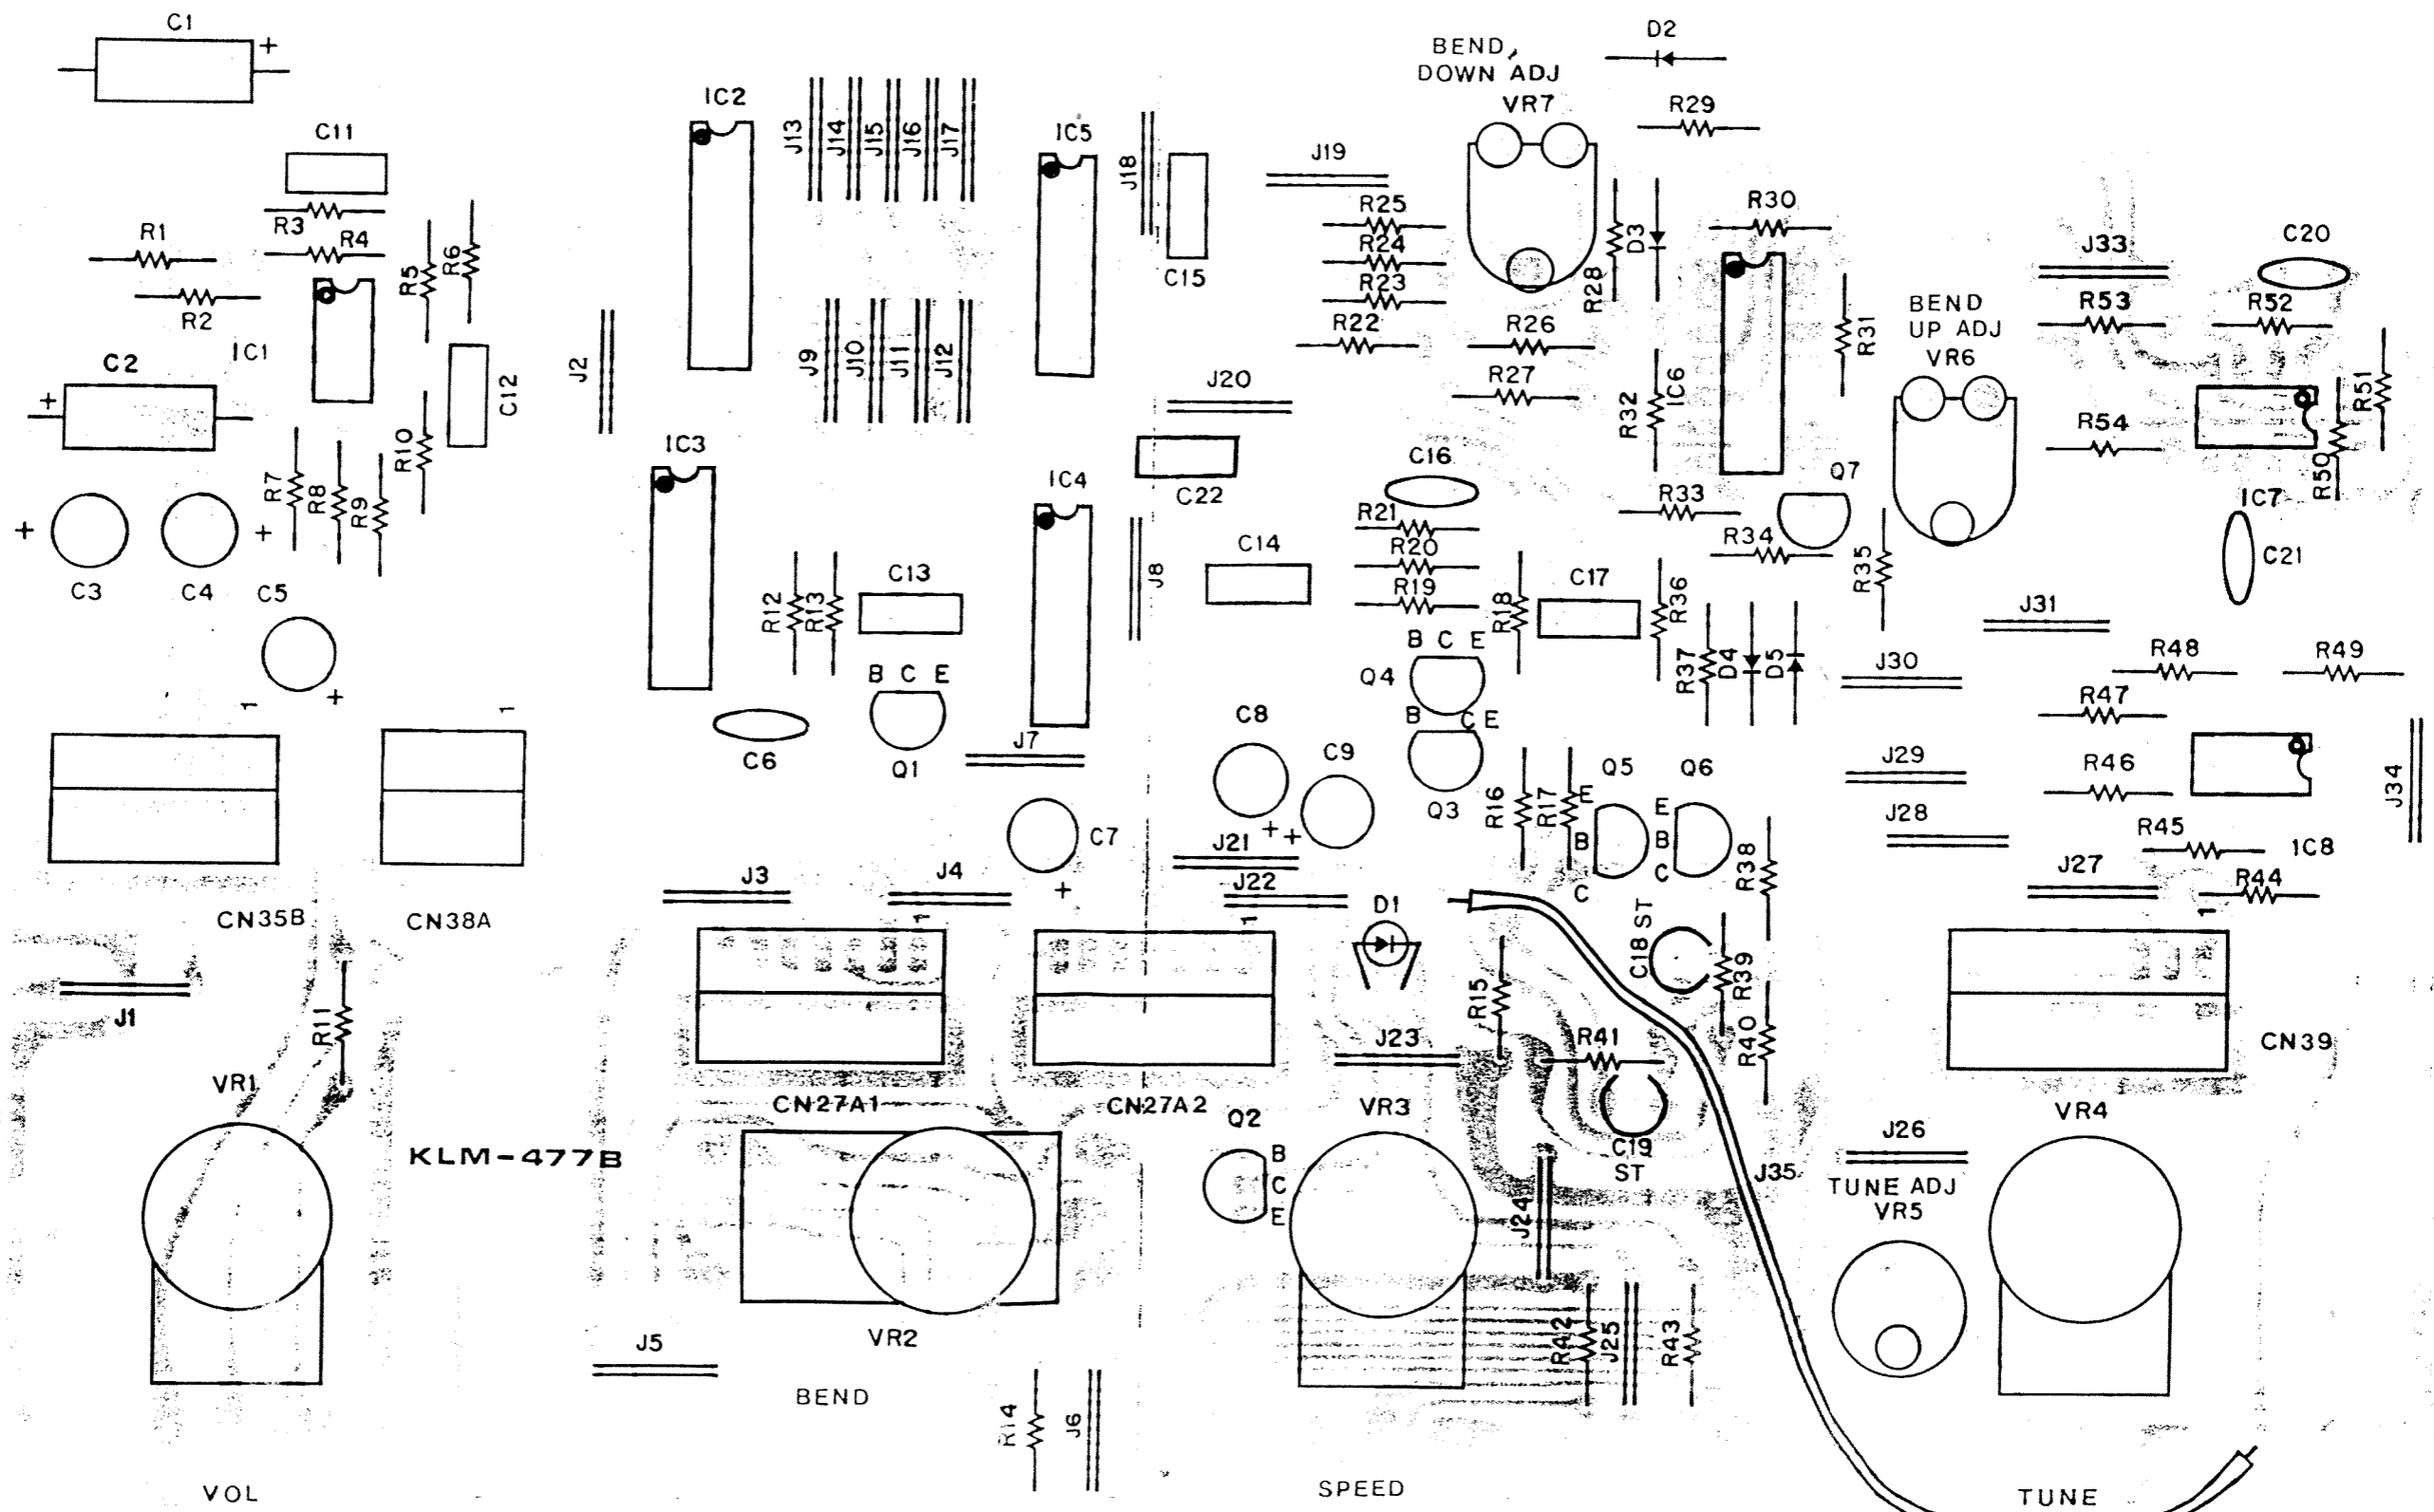 C1
+
D2
BEND
DOWN ADJ
VR7
IC2
R29
C11
J13
J14
J15
J16
J17
IC5
J18
J19
R3
R4
R1
R2
R5
R6
R25
R24
R23
R22
C15
R28
D3
R30
J33
C20
R53
R52
BEND
UP ADJ
VR6
R31
IC1
C2
+
C12
J2
J9
J10
J11
J12
J20
R26
R27
R32
IC6
R54
R51
R50
IC7
R10
IC3
IC4
C22
C16
Q7
R7
R8
R9
+
+
C3
C4
C5
+
R12
R13
C13
J8
C14
R21
R20
R19
R18
C17
R33
R34
R35
R36
C21
J31
B C E
B C E
Q4
R37
D4
D5
J30
R48
R49
R47
1
1
C6
Q1
J7
C8
C9
B C E
Q3
R16
R17
Q5
Q6
J29
R46
J34
C7
+
+ +
E
B
C
E
B
C
J28
R45
IC8
J21
J3
J4
J22
D1
R38
J27
R44
CN35B
CN38A
1
1
1
C18 ST
J1
R11
R15
R39
R40
J23
R41
CN39
VR1
CN27A1
CN27A2
Q2
VR3
VR4
KLM-477B
B
C
E
C19
ST
J35
J26
TUNE ADJ
VR5
J24
VR2
J5
R42
J25
R43
BEND
R14
J6
VOL
SPEED
TUNE